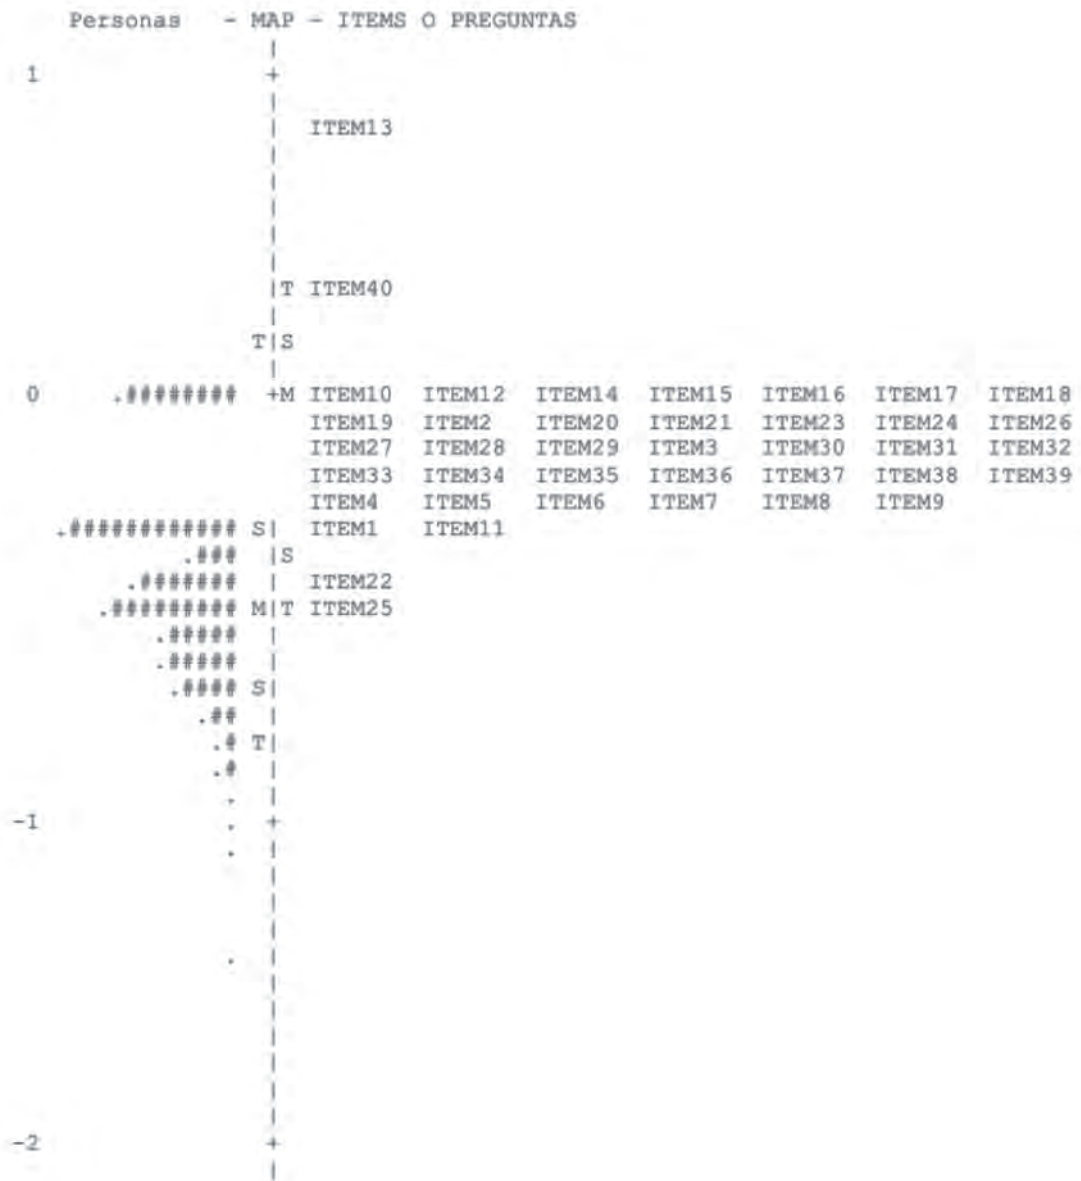 Personas - MAP - ITEMS O PREGUNTAS
|
1 +
|
| ITEM13
|
|
|
|
|
|T ITEM40
|
T|S
|
0 .######## +M ITEM10 ITEM12 ITEM14 ITEM15 ITEM16 ITEM17 ITEM18
ITEM19 ITEM2 ITEM20 ITEM21 ITEM23 ITEM24 ITEM26
ITEM27 ITEM28 ITEM29 ITEM3 ITEM30 ITEM31 ITEM32
ITEM33 ITEM34 ITEM35 ITEM36 ITEM37 ITEM38 ITEM39
ITEM4 ITEM5 ITEM6 ITEM7 ITEM8 ITEM9
.############ S| ITEM1 ITEM11
.### |S
.####### | ITEM22
.######### M|T ITEM25
.##### |
.##### |
.#### S|
.## |
.# T|
.# |
. |
-1 . +
. |
|
|
|
. |
|
|
|
|
|
|
-2 +
|